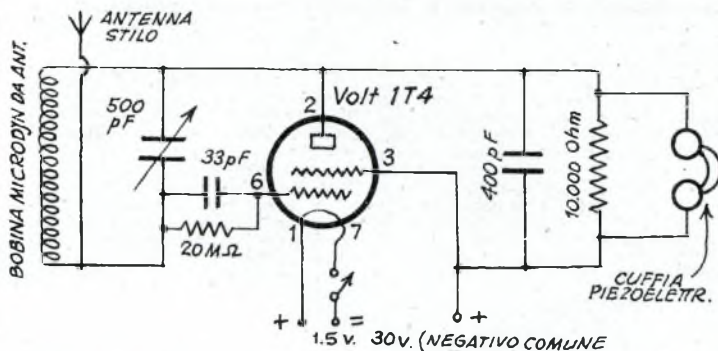 ANTENNA
STILO
BOBINA MICRODYN DA ANT.
500
pF
33pF
20MΩ
2
Volt 1T4
3
6
1
7
400pF
10.000 Ohm
CUFFIA
PIEZOELETTR.
+
=
1.5 v.
30v. (NEGATIVO COMUNE
+